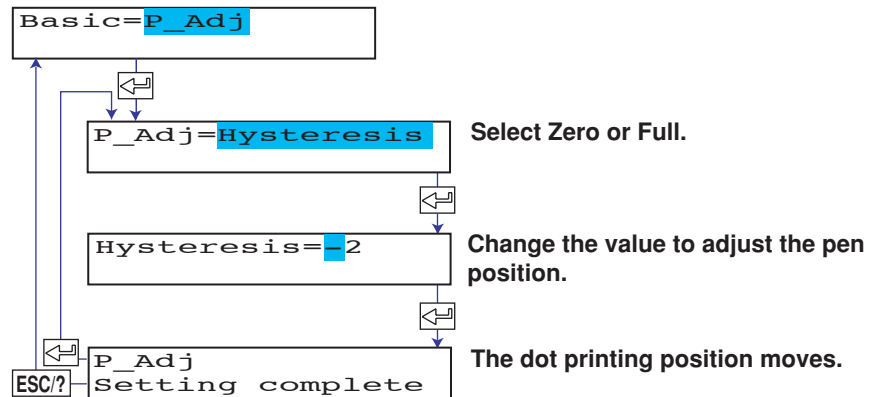 Basic=P_Adj
P_Adj=Hysteresis
Select Zero or Full.
Hysteresis=-2
Change the value to adjust the pen
position.
P_Adj
Setting complete
The dot printing position moves.
ESC/?